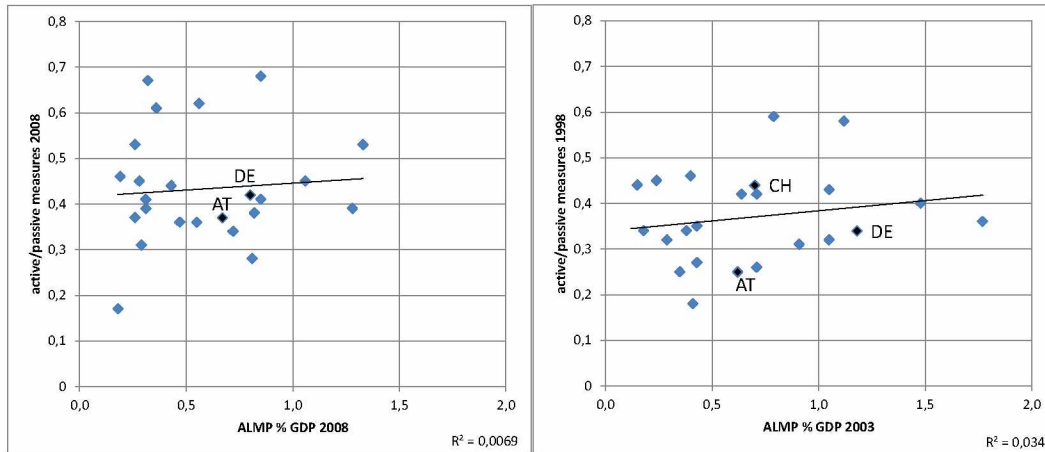 0,8
0,7
0,6
0,5
0,4
0,3
0,2
0,1
0
active/passive measures 2008
DE
AT
0,0
0,5
1,0
1,5
2,0
ALMP % GDP 2008
R² = 0,0069
0,8
0,7
0,6
0,5
0,4
0,3
0,2
0,1
0
active/passive measures 1998
CH
DE
AT
0,0
0,5
1,0
1,5
2,0
ALMP % GDP 2003
R² = 0,034